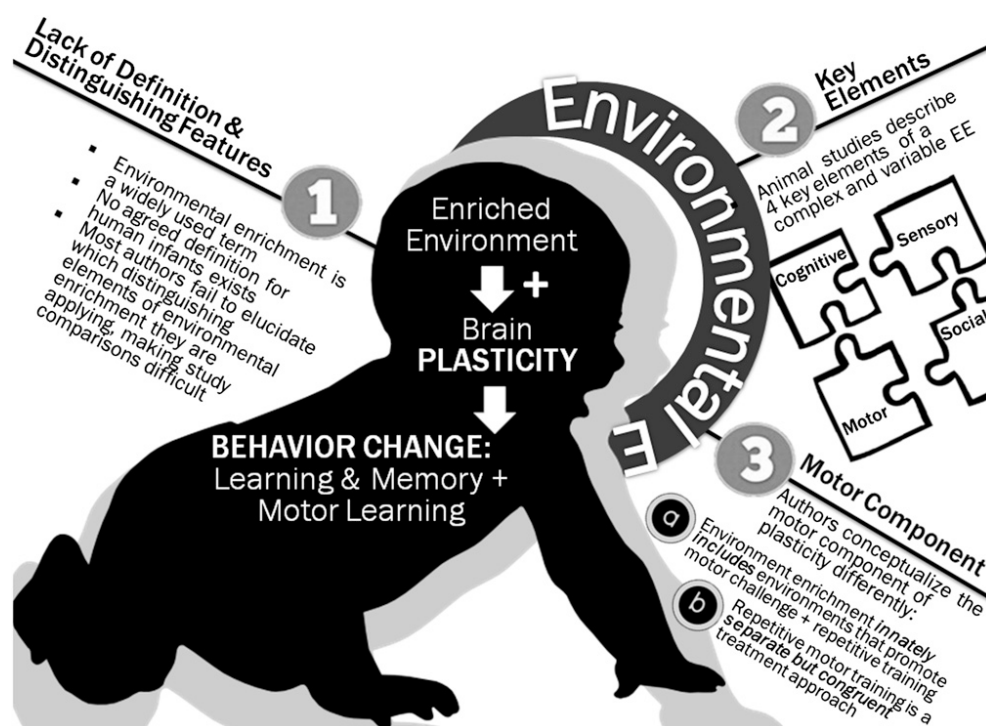 Lack of Definition &
Distinguishing Features
1
▪ Environmental enrichment is
a widely used term
▪ No agreed definition for
human infants exists
▪ Most authors fail to elucidate
which distinguishing
elements of environmental
enrichment they are
applying, making study
comparisons difficult
Environmental E
Enriched
Environment
+
Brain
PLASTICITY
BEHAVIOR CHANGE:
Learning & Memory +
Motor Learning
2
Key
Elements
Animal studies describe
4 key elements of a
complex and variable EE
Cognitive
Sensory
Motor
Social
3
Motor Component
Authors conceptualize the
motor component of
plasticity differently:
a
Environment enrichment innately
includes environments that promote
motor challenge + repetitive training
b
Repetitive motor training is a
separate but congruent
treatment approach